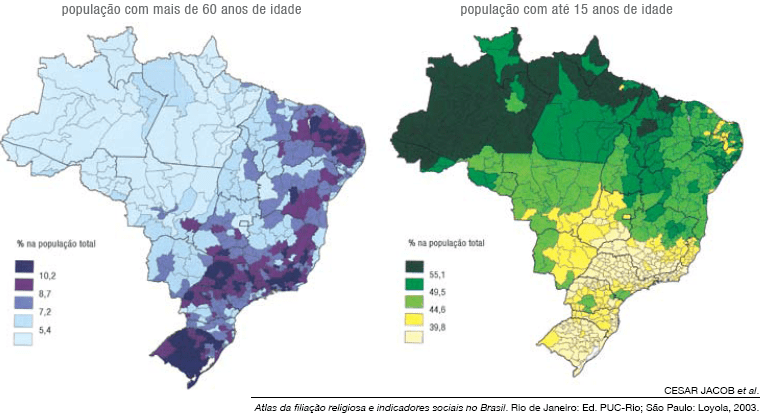 população com mais de 60 anos de idade
população com até 15 anos de idade
% na população total
10,2
8,7
7,2
5,4
% na população total
55,1
49,5
44,6
39,8
CESAR JACOB et al.
Atlas da filiação religiosa e indicadores sociais no Brasil. Rio de Janeiro: Ed. PUC-Rio; São Paulo: Loyola, 2003.